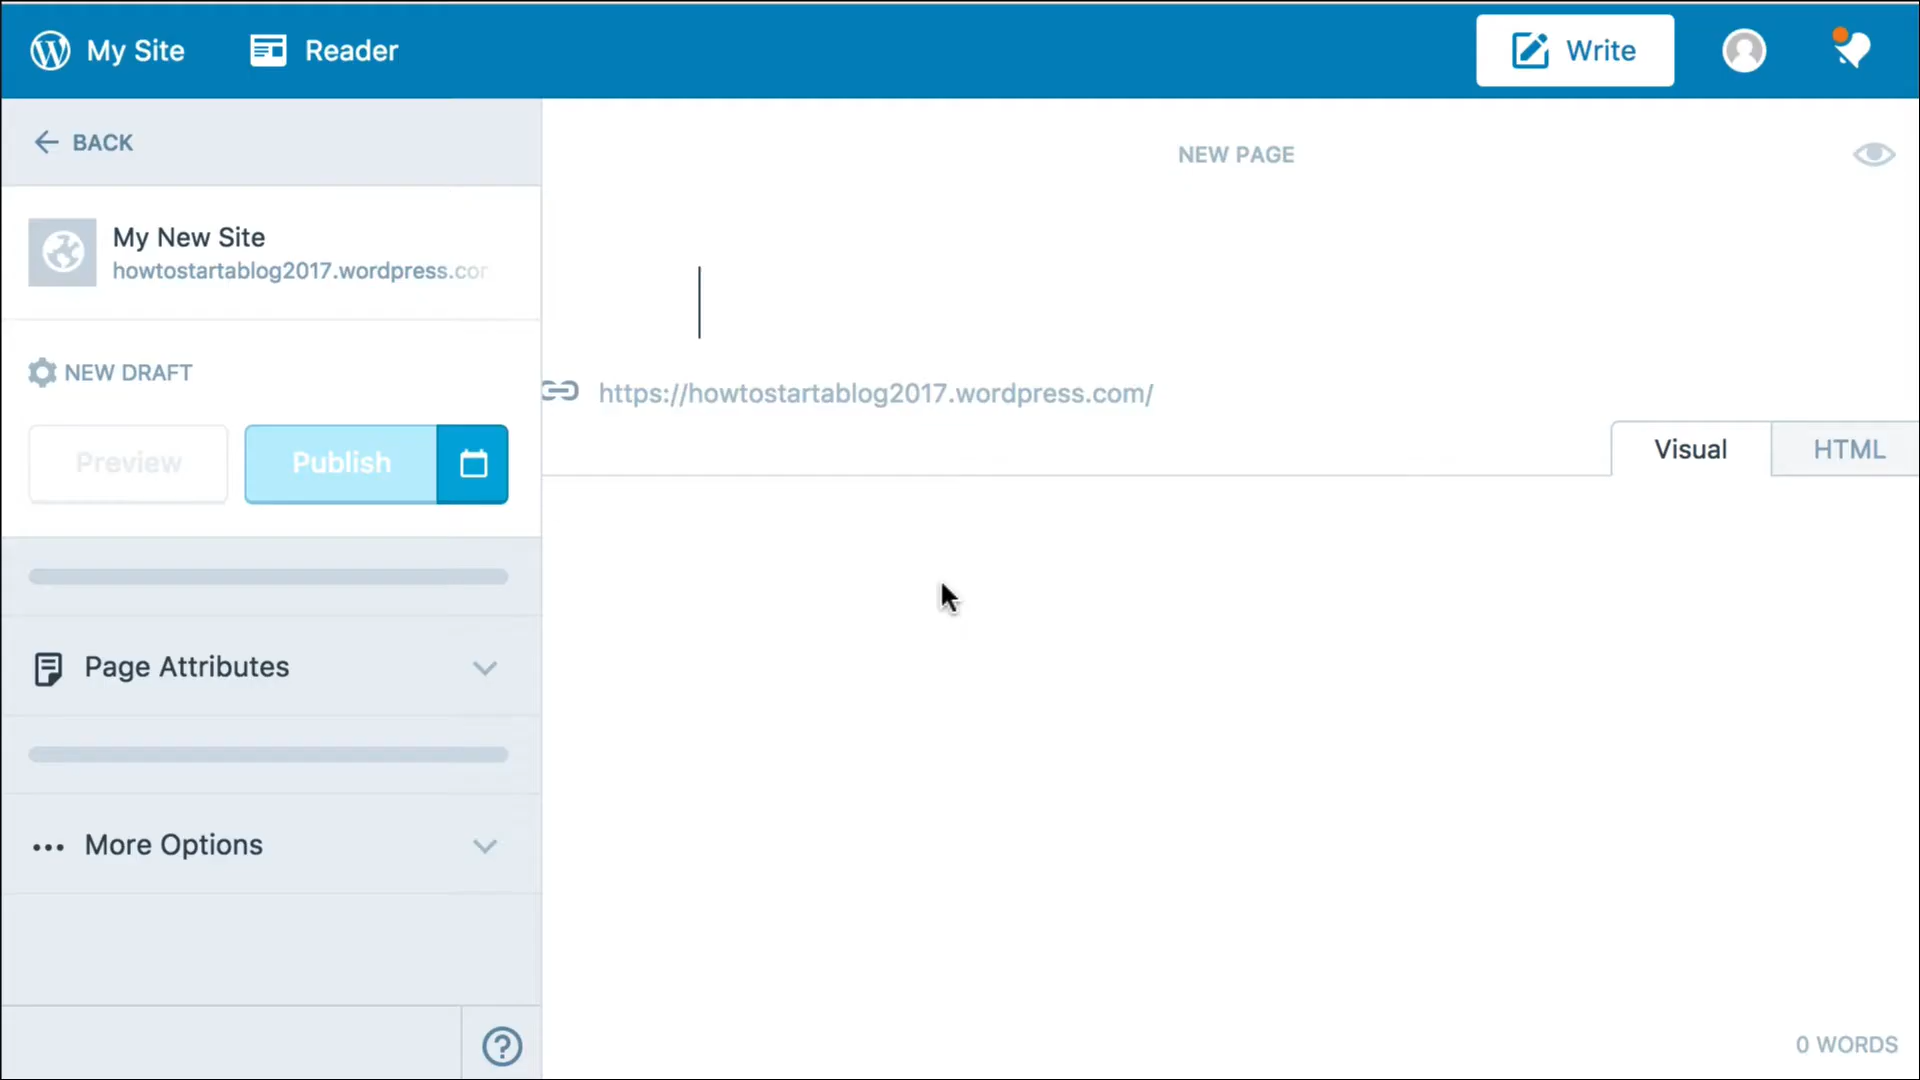 My Site
Reader
Write
BACK
NEW PAGE
My New Site
howtostartablog2017.wordpress.cor
NEW DRAFT
https://howtostartablog2017.wordpress.com/
Visual
HTML
Preview
Publish
Page Attributes
More Options
0 WORDS